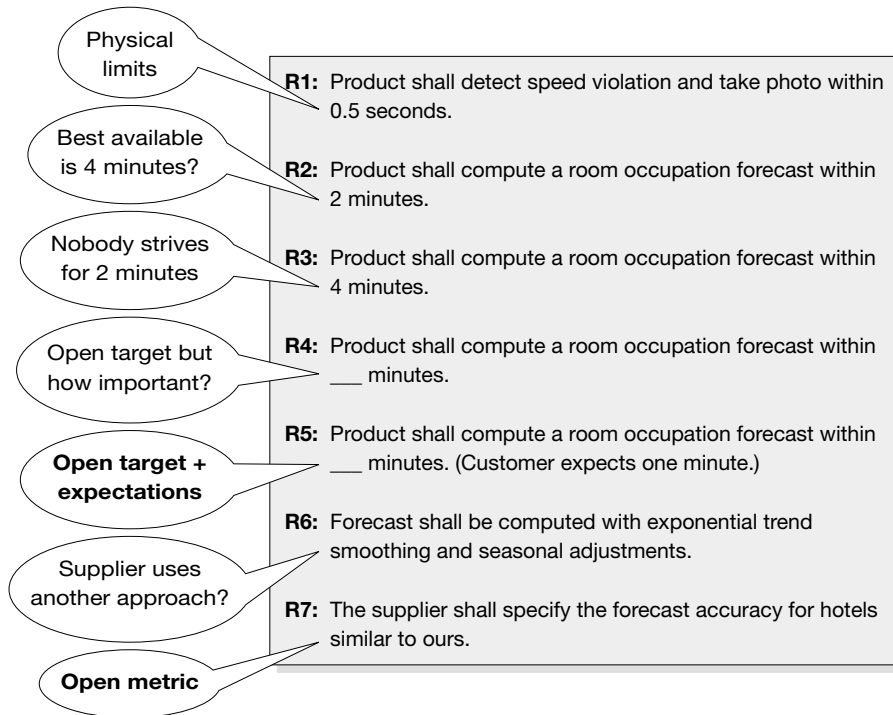 Physical
limits
R1: Product shall detect speed violation and take photo within
0.5 seconds.
Best available
is 4 minutes?
R2: Product shall compute a room occupation forecast within
2 minutes.
Nobody strives
for 2 minutes
R3: Product shall compute a room occupation forecast within
4 minutes.
Open target but
how important?
R4: Product shall compute a room occupation forecast within
___ minutes.
Open target +
expectations
R5: Product shall compute a room occupation forecast within
___ minutes. (Customer expects one minute.)
Supplier uses
another approach?
R6: Forecast shall be computed with exponential trend
smoothing and seasonal adjustments.
Open metric
R7: The supplier shall specify the forecast accuracy for hotels
similar to ours.